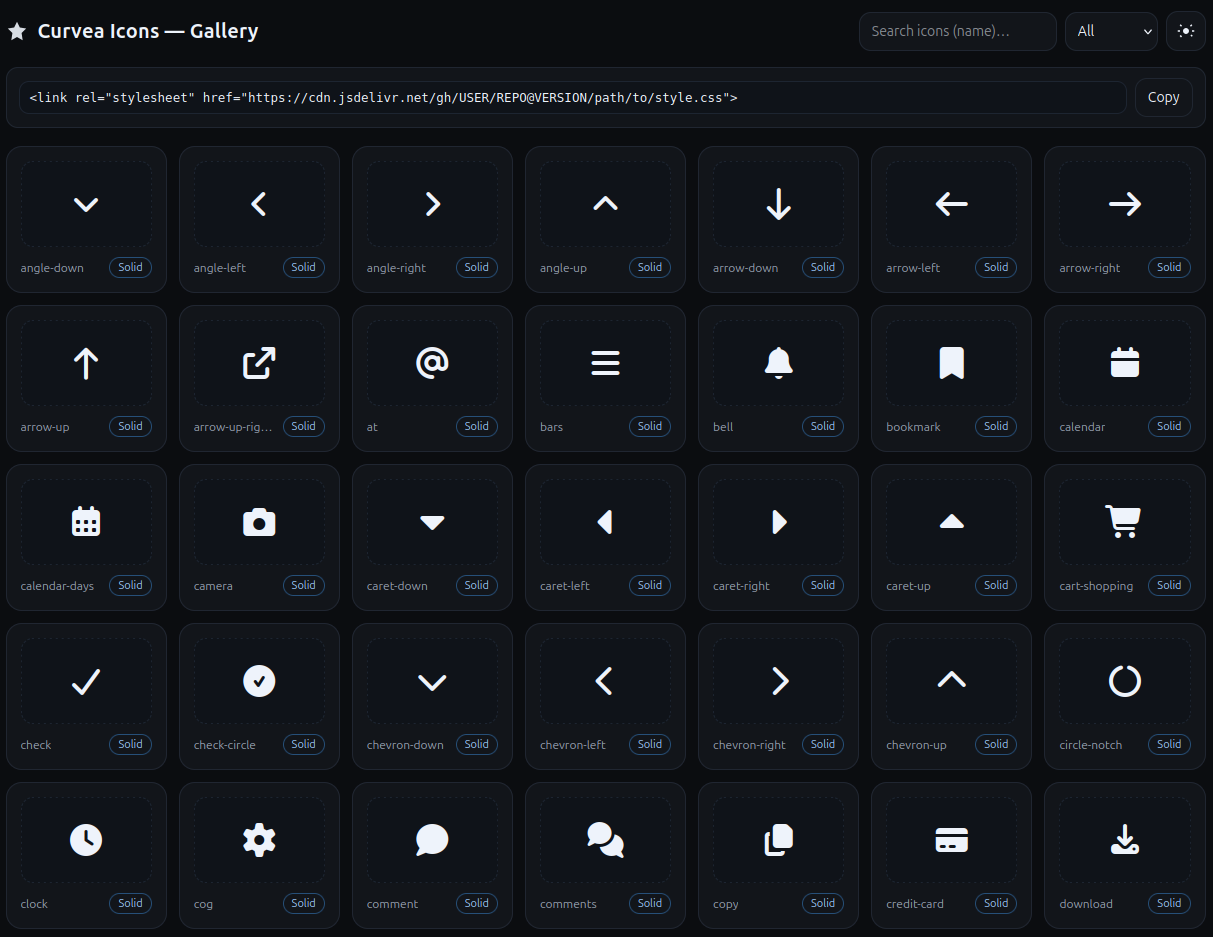 Curvea Icons — Gallery
Search icons (name)…
All
<link rel="stylesheet" href="https://cdn.jsdelivr.net/gh/USER/REPO@VERSION/path/to/style.css">
Copy
angle-down Solid
angle-left Solid
angle-right Solid
angle-up Solid
arrow-down Solid
arrow-left Solid
arrow-right Solid
arrow-up Solid
arrow-up-rig… Solid
at Solid
bars Solid
bell Solid
bookmark Solid
calendar Solid
calendar-days Solid
camera Solid
caret-down Solid
caret-left Solid
caret-right Solid
caret-up Solid
cart-shopping Solid
check Solid
check-circle Solid
chevron-down Solid
chevron-left Solid
chevron-right Solid
chevron-up Solid
circle-notch Solid
clock Solid
cog Solid
comment Solid
comments Solid
copy Solid
credit-card Solid
download Solid